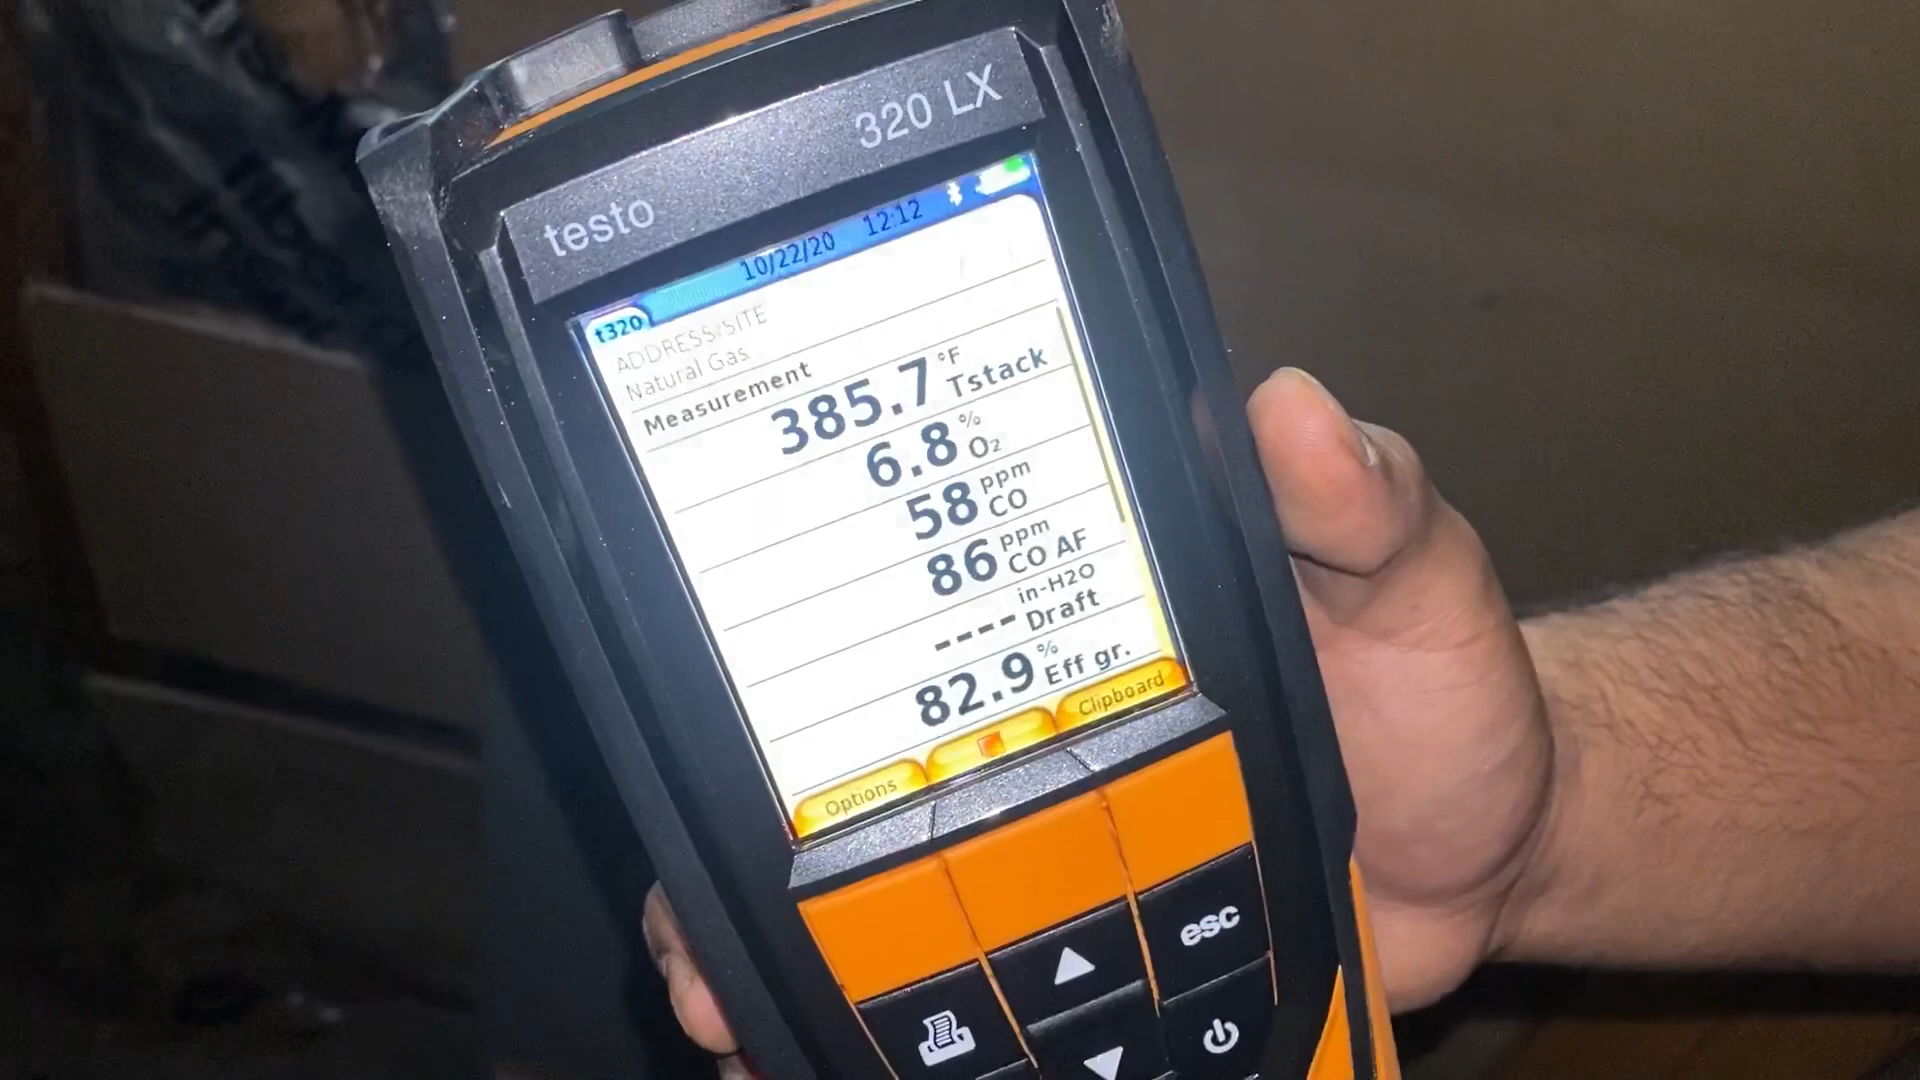 testo 320 LX
10/22/20 12:12
t320
ADDRESS/SITE
Natural Gas
Measurement
385.7 °F Tstack
6.8 % O₂
58 ppm CO
86 ppm CO AF
---- in-H2O Draft
82.9 % Eff gr.
Options Clipboard
esc